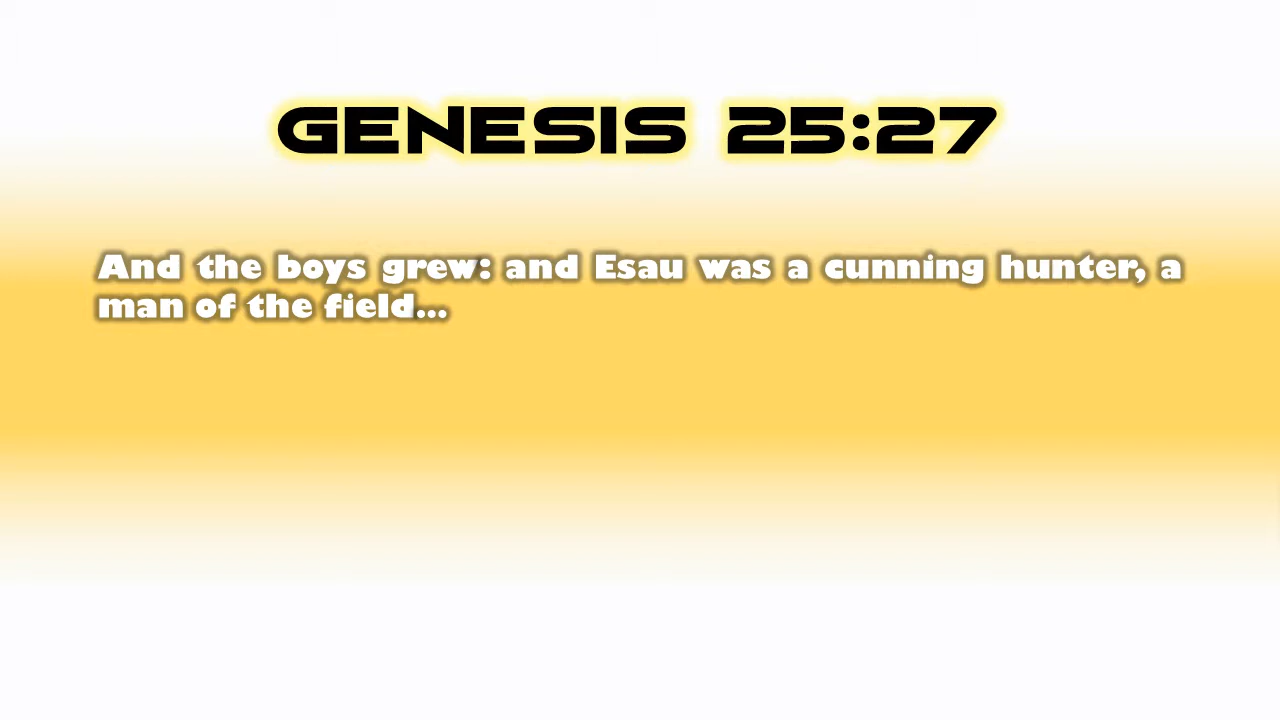 GENESIS 25:27
And the boys grew: and Esau was a cunning hunter, a
man of the field...